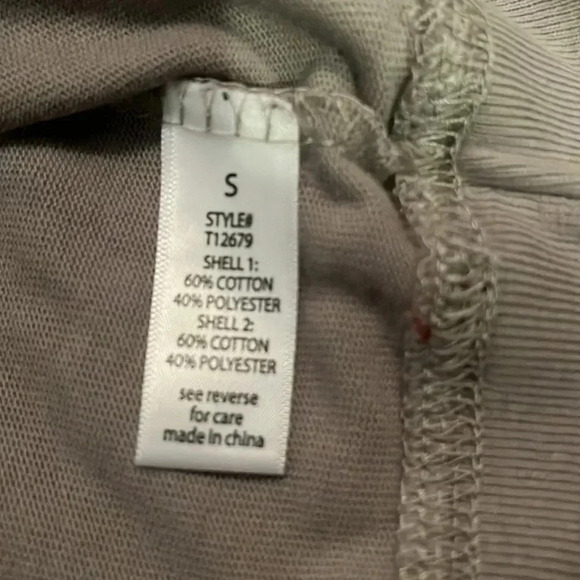 S
STYLE#
T12679
SHELL 1:
60% COTTON
40% POLYESTER
SHELL 2:
60% COTTON
40% POLYESTER
see reverse
for care
made in china